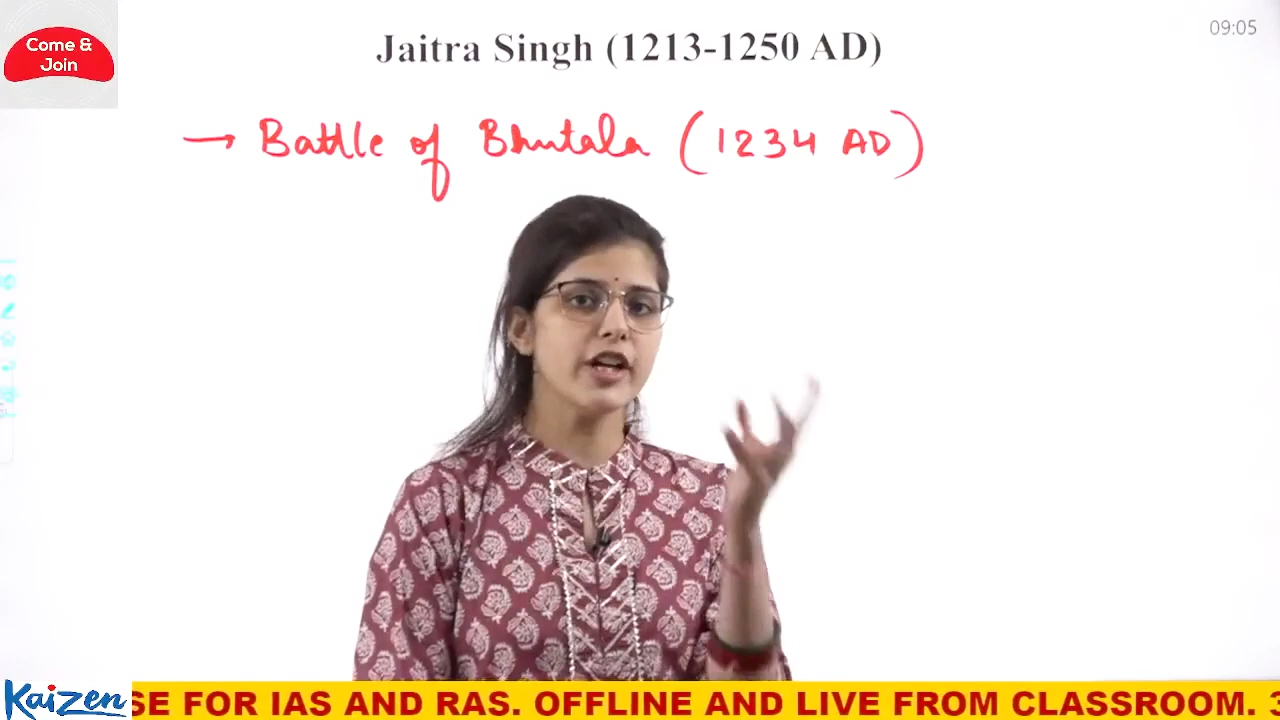 Come &
Join
09:05
Jaitra Singh (1213-1250 AD)
→ Battle of Bhutala (1234 AD)
Kaizen
SE FOR IAS AND RAS. OFFLINE AND LIVE FROM CLASSROOM. 3